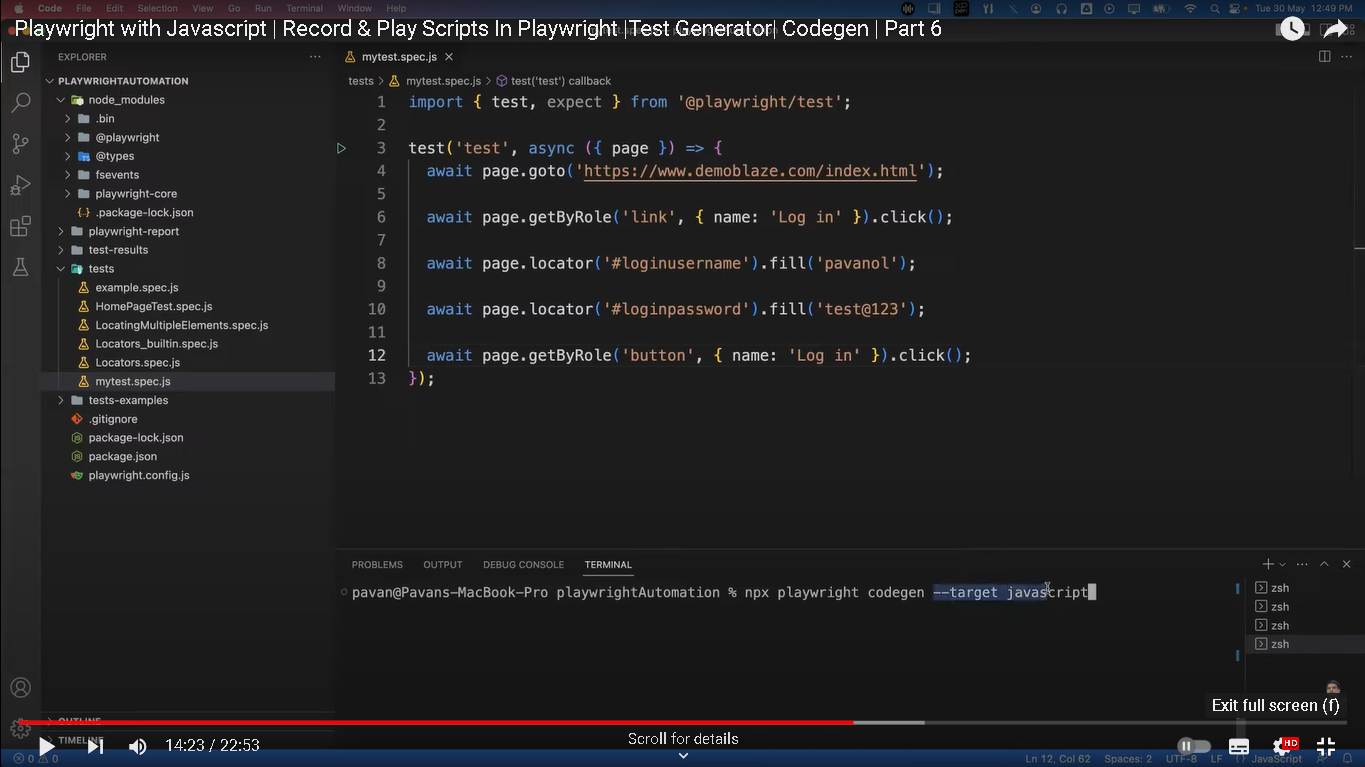 Code File Edit Selection View Go Run Terminal Window Help Tue 30 May 12:49 PM
Playwright with Javascript | Record & Play Scripts In Playwright |Test Generator| Codegen | Part 6
EXPLORER
PLAYWRIGHTAUTOMATION
node_modules
.bin
@playwright
@types
fsevents
playwright-core
.package-lock.json
playwright-report
test-results
tests
example.spec.js
HomePageTest.spec.js
LocatingMultipleElements.spec.js
Locators_builtin.spec.js
Locators.spec.js
mytest.spec.js
tests-examples
.gitignore
package-lock.json
package.json
playwright.config.js
OUTLINE
TIMELINE
mytest.spec.js
tests > mytest.spec.js > test('test') callback
1 import { test, expect } from '@playwright/test';
2
3 test('test', async ({ page }) => {
4 await page.goto('https://www.demoblaze.com/index.html');
5
6 await page.getByRole('link', { name: 'Log in' }).click();
7
8 await page.locator('#loginusername').fill('pavanol');
9
10 await page.locator('#loginpassword').fill('test@123');
11
12 await page.getByRole('button', { name: 'Log in' }).click();
13 });
PROBLEMS OUTPUT DEBUG CONSOLE TERMINAL
pavan@Pavans-MacBook-Pro playwrightAutomation % npx playwright codegen --target javascript
zsh
zsh
zsh
zsh
Exit full screen (f)
14:23 / 22:53
Scroll for details
HD
0 0
Ln 12, Col 62 Spaces: 2 UTF-8 LF {} JavaScript